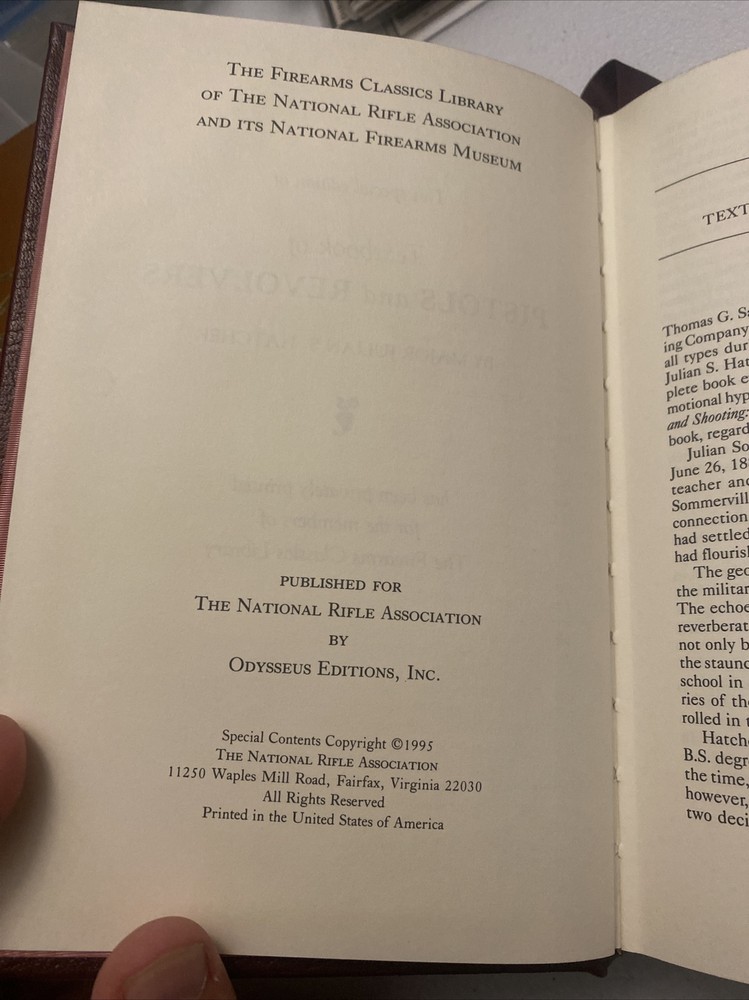 THE FIREARMS CLASSICS LIBRARY
OF THE NATIONAL RIFLE ASSOCIATION
AND ITS NATIONAL FIREARMS MUSEUM
PUBLISHED FOR
THE NATIONAL RIFLE ASSOCIATION
BY
ODYSSEUS EDITIONS, INC.
Special Contents Copyright ©1995
THE NATIONAL RIFLE ASSOCIATION
11250 Waples Mill Road, Fairfax, Virginia 22030
All Rights Reserved
Printed in the United States of America
TEXT
Thomas G. S
ing Company
all types dur
Julian S. Hat
plete book e
motional hyp
and Shooting:
book, regard
Julian So
June 26, 18
teacher and
Sommervill
connection
had settled
had flourish
The geo
the militar
The echoe
reverberat
not only b
the staunc
school in
ries of th
rolled in t
Hatch
B.S. degr
the time,
however,
two deci